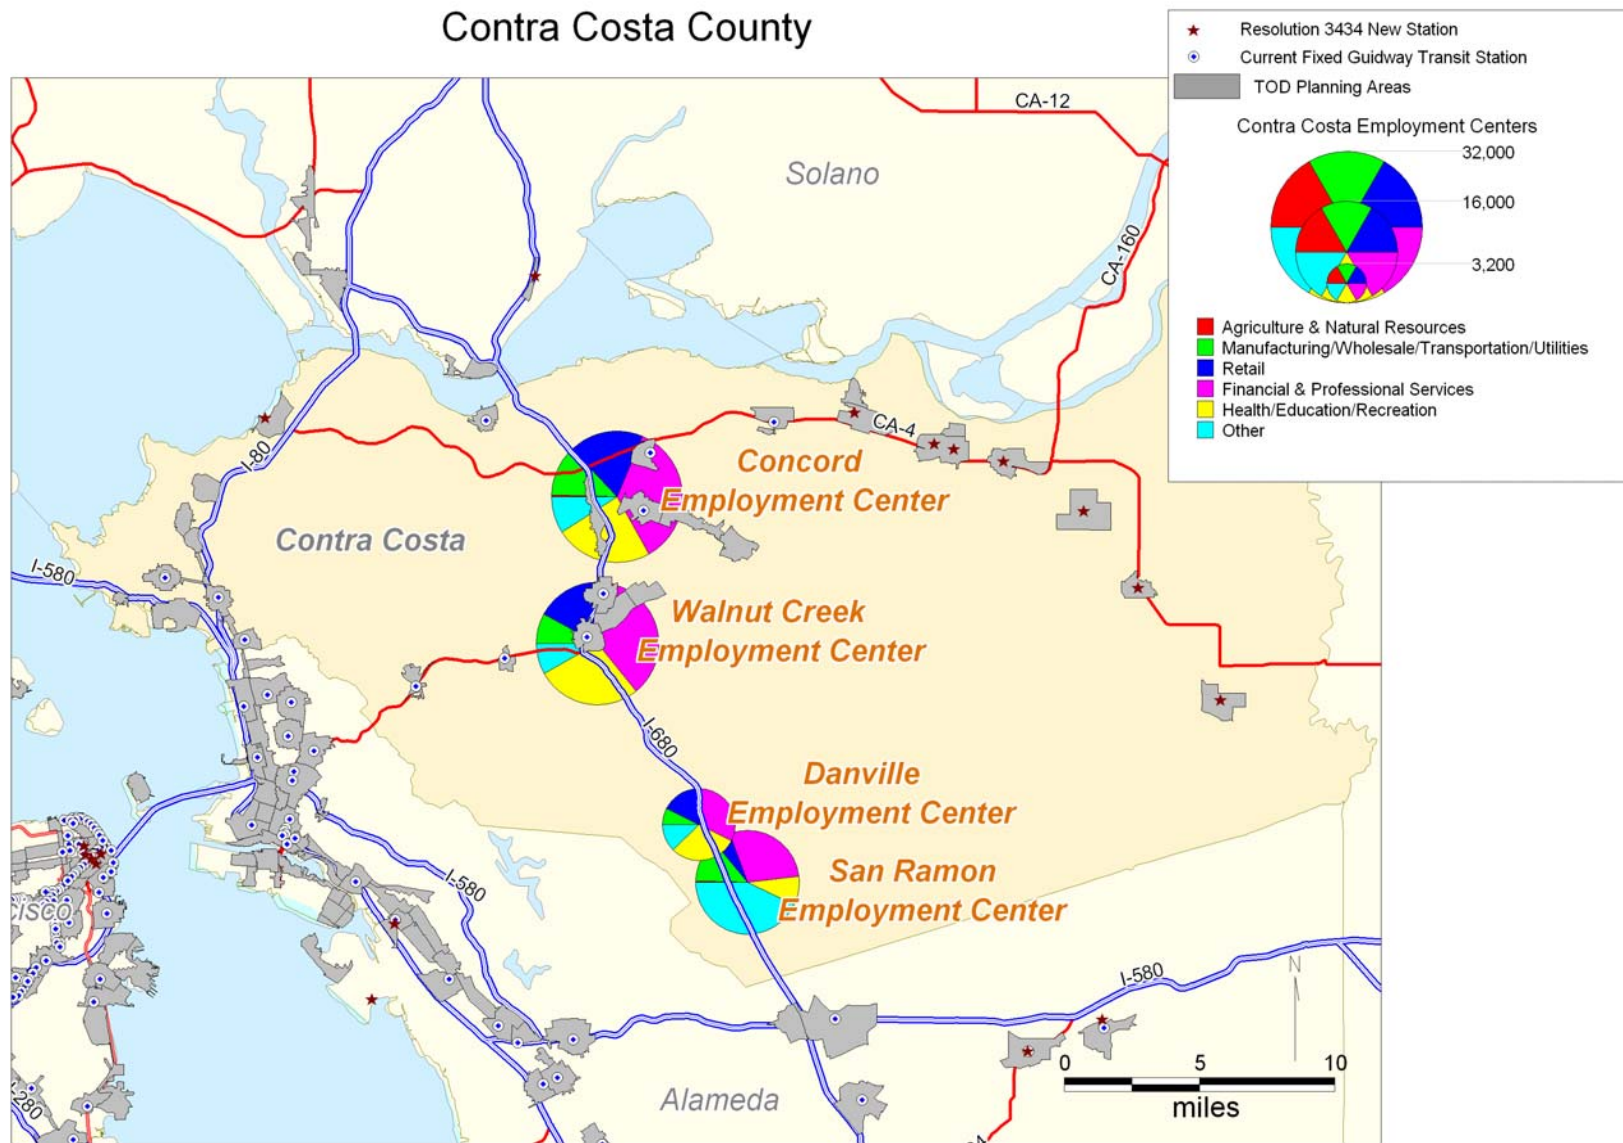 Contra Costa County
Resolution 3434 New Station
Current Fixed Guidway Transit Station
TOD Planning Areas
Contra Costa Employment Centers
32,000
16,000
3,200
Agriculture & Natural Resources
Manufacturing/Wholesale/Transportation/Utilities
Retail
Financial & Professional Services
Health/Education/Recreation
Other
CA-12
Solano
CA-160
CA-4
I-80
Concord
Employment Center
Contra Costa
I-580
Walnut Creek
Employment Center
I-680
Danville
Employment Center
San Ramon
Employment Center
I-580
cisco
I-580
N
0 5 10
miles
Alameda
-280